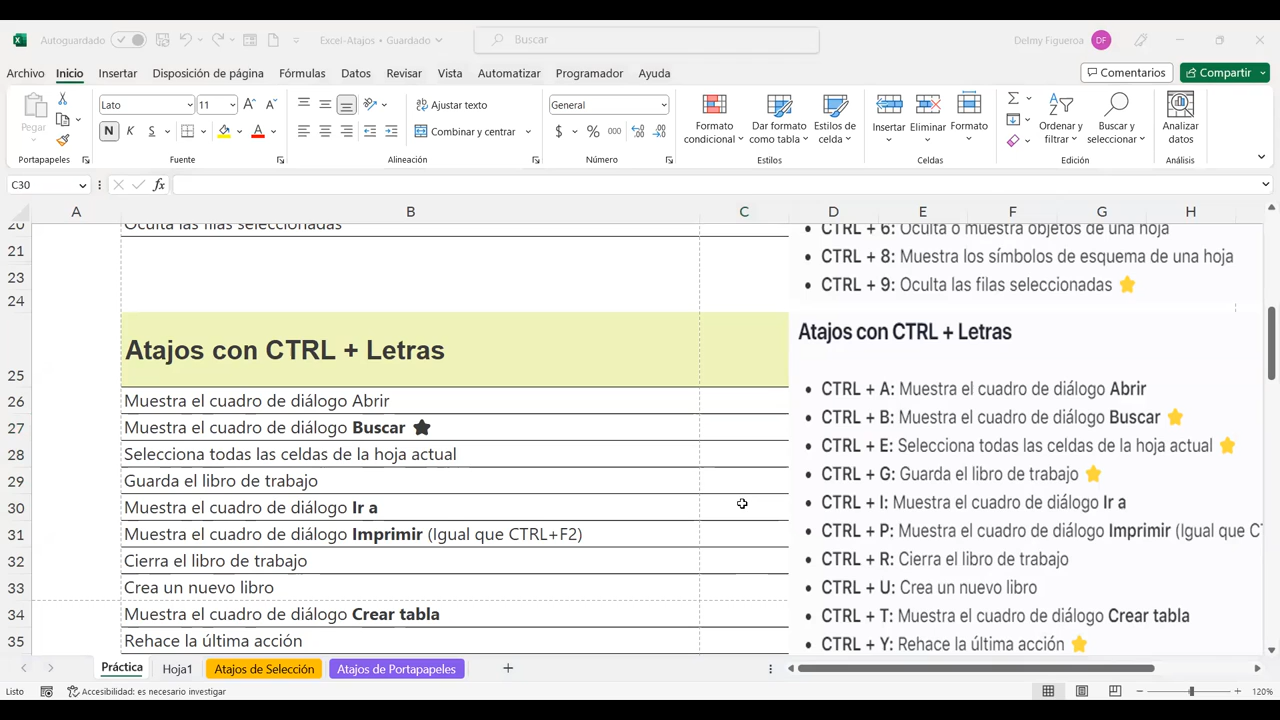 Autoguardado
Excel-Atajos • Guardado
Buscar
Delmy Figueroa
DF
Archivo
Inicio
Insertar
Disposición de página
Fórmulas
Datos
Revisar
Vista
Automatizar
Programador
Ayuda
Comentarios
Compartir
Pegar
Lato
11
N K S
Ajustar texto
Combinar y centrar
General
$ % 000
Formato condicional
Dar formato como tabla
Estilos de celda
Insertar
Eliminar
Formato
Ordenar y filtrar
Buscar y seleccionar
Analizar datos
Portapapeles
Fuente
Alineación
Número
Estilos
Celdas
Edición
Análisis
C30
fx
A B C D E F G H
20 Oculta las filas seleccionadas
21
23
24
25 Atajos con CTRL + Letras
26 Muestra el cuadro de diálogo Abrir
27 Muestra el cuadro de diálogo Buscar
28 Selecciona todas las celdas de la hoja actual
29 Guarda el libro de trabajo
30 Muestra el cuadro de diálogo Ir a
31 Muestra el cuadro de diálogo Imprimir (Igual que CTRL+F2)
32 Cierra el libro de trabajo
33 Crea un nuevo libro
34 Muestra el cuadro de diálogo Crear tabla
35 Rehace la última acción
CTRL + 6: Oculta o muestra objetos de una hoja
CTRL + 8: Muestra los símbolos de esquema de una hoja
CTRL + 9: Oculta las filas seleccionadas
Atajos con CTRL + Letras
CTRL + A: Muestra el cuadro de diálogo Abrir
CTRL + B: Muestra el cuadro de diálogo Buscar
CTRL + E: Selecciona todas las celdas de la hoja actual
CTRL + G: Guarda el libro de trabajo
CTRL + I: Muestra el cuadro de diálogo Ir a
CTRL + P: Muestra el cuadro de diálogo Imprimir (Igual que C
CTRL + R: Cierra el libro de trabajo
CTRL + U: Crea un nuevo libro
CTRL + T: Muestra el cuadro de diálogo Crear tabla
CTRL + Y: Rehace la última acción
Práctica
Hoja1
Atajos de Selección
Atajos de Portapapeles
Listo
Accesibilidad: es necesario investigar
120%